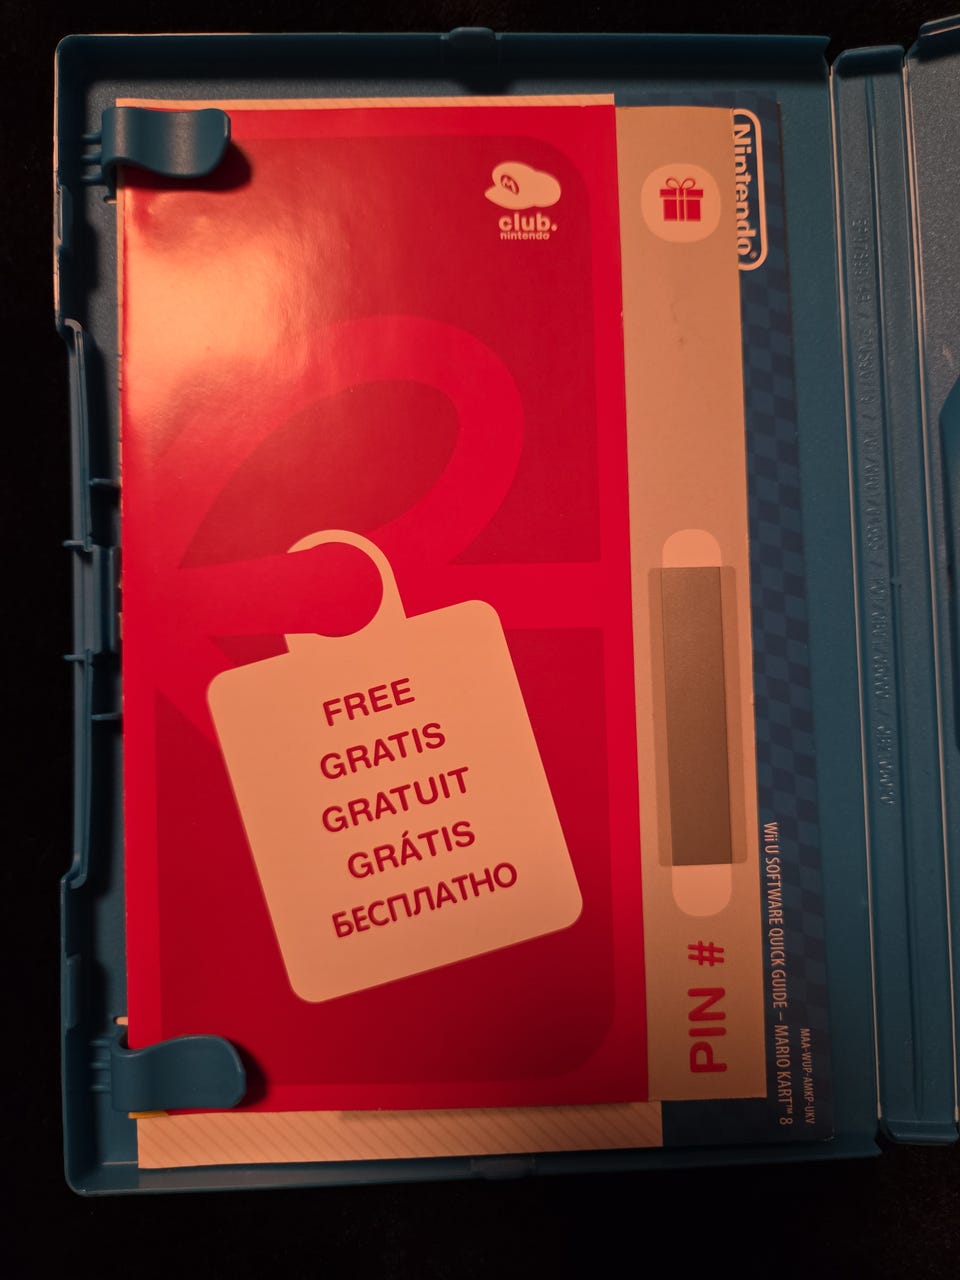 club.
nintendo
FREE
GRATIS
GRATUIT
GRÁTIS
БЕСПЛАТНО
PIN #
Nintendo®
Wii U SOFTWARE QUICK GUIDE – MARIO KART™ 8
MAA-WUP-AMKP-UKV